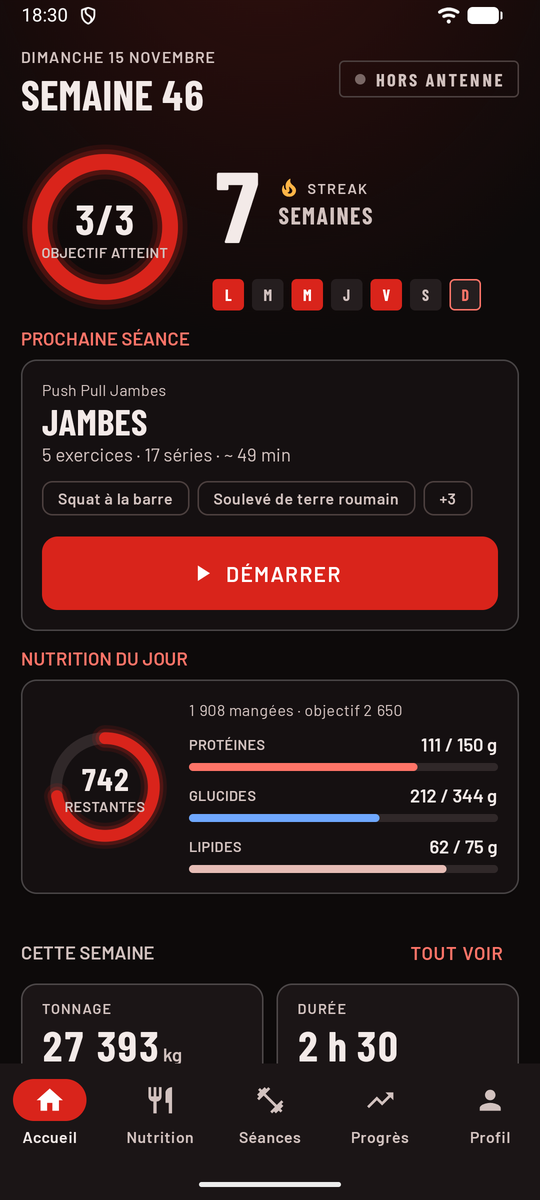 18:30
DIMANCHE 15 NOVEMBRE
SEMAINE 46
HORS ANTENNE
3/3
OBJECTIF ATTEINT
7
STREAK
SEMAINES
L M M J V S D
PROCHAINE SÉANCE
Push Pull Jambes
JAMBES
5 exercices · 17 séries · ~ 49 min
Squat à la barre
Soulevé de terre roumain
+3
DÉMARRER
NUTRITION DU JOUR
1 908 mangées · objectif 2 650
742
RESTANTES
PROTÉINES 111 / 150 g
GLUCIDES 212 / 344 g
LIPIDES 62 / 75 g
CETTE SEMAINE
TOUT VOIR
TONNAGE
27 393 kg
DURÉE
2 h 30
Accueil
Nutrition
Séances
Progrès
Profil